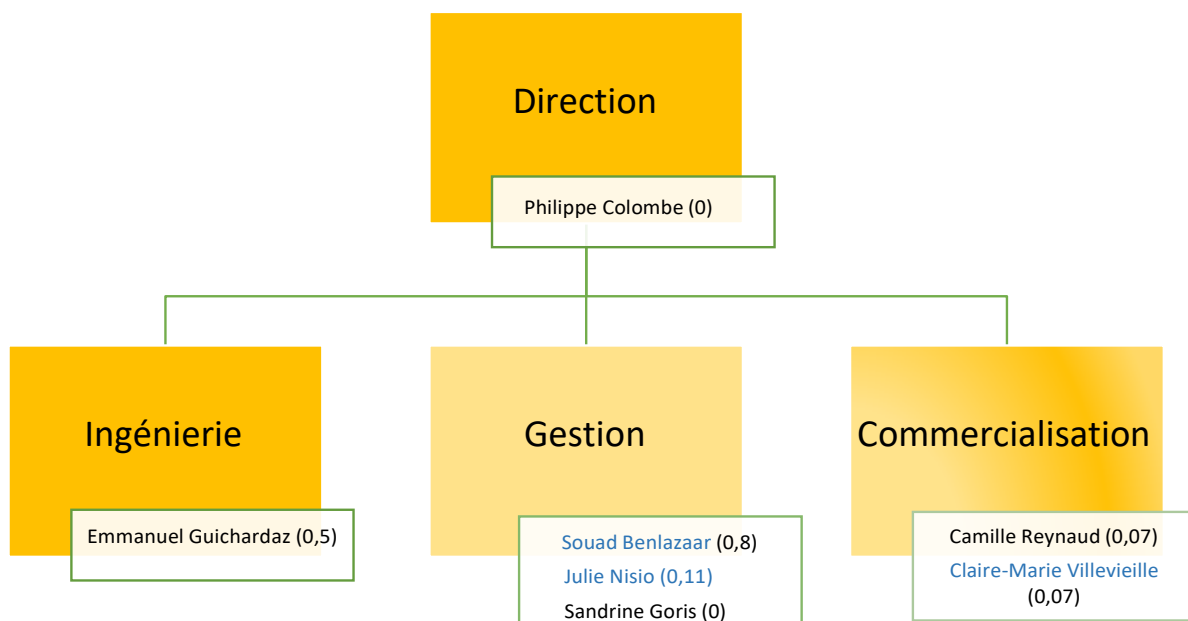 Direction
Philippe Colombe (0)
Ingénierie
Emmanuel Guichardaz (0,5)
Gestion
Souad Benlazaar (0,8)
Julie Nisio (0,11)
Sandrine Goris (0)
Commercialisation
Camille Reynaud (0,07)
Claire-Marie Villevieille
(0,07)